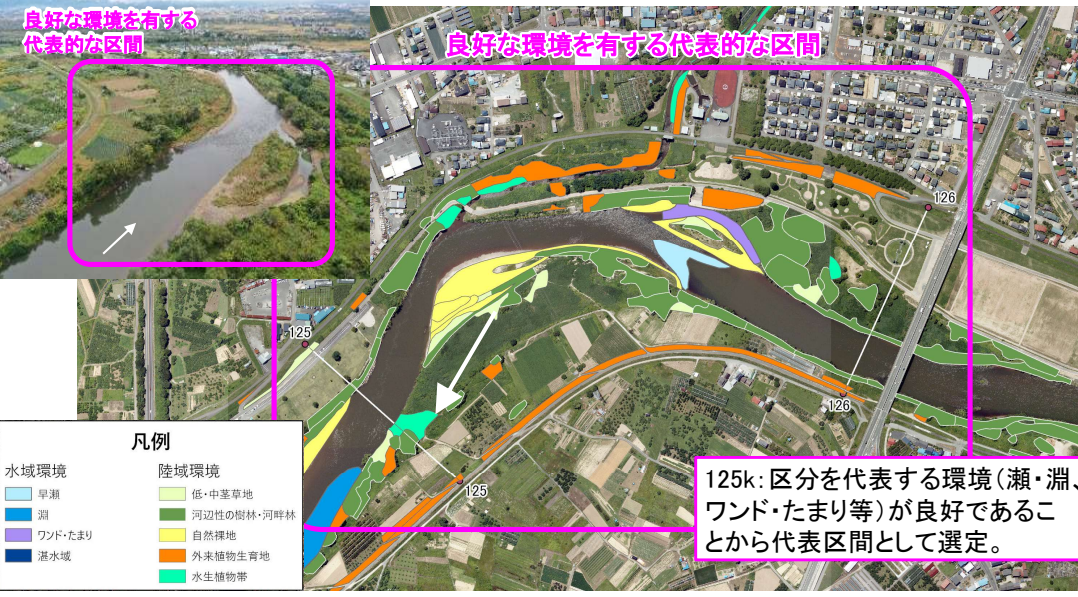 良好な環境を有する
代表的な区間
良好な環境を有する代表的な区間
126
125
126
125
凡例
水域環境
早瀬
淵
ワンド・たまり
湛水域
陸域環境
低・中茎草地
河辺性の樹林・河畔林
自然裸地
外来植物生育地
水生植物帯
125k：区分を代表する環境（瀬・淵、
ワンド・たまり等）が良好であるこ
とから代表区間として選定。